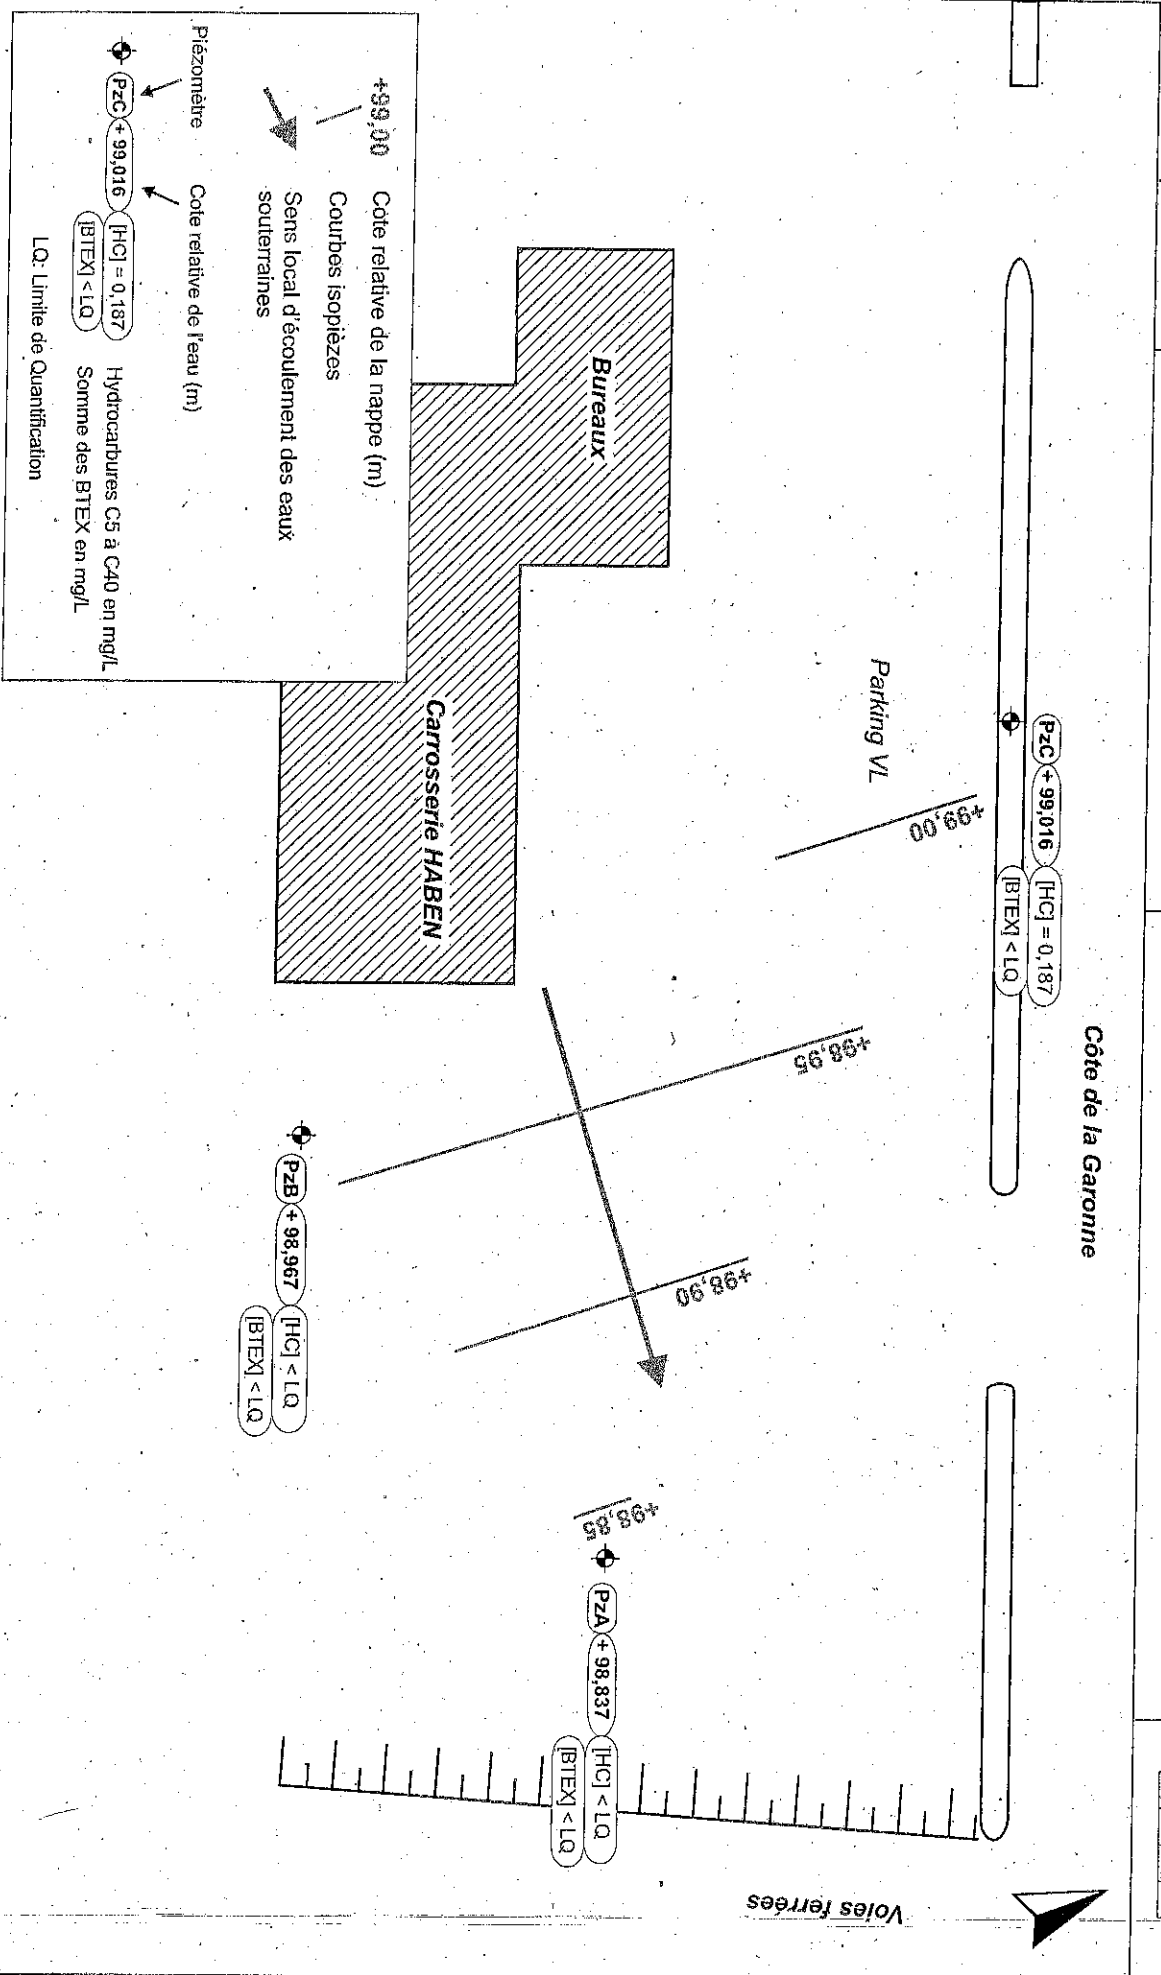 Côte de la Garonne
PzC + 99,016 [HC] = 0,187
[BTEX] < LQ
+99,00
Parking VL
+98,95
+98,90
+98,85
Bureaux
Carrosserie HABEN
PzA + 98,837 [HC] < LQ
[BTEX] < LQ
PzB + 98,967 [HC] < LQ
[BTEX] < LQ
Voies ferrées
+99,00 Côte relative de la nappe (m)
Courbes isopièzes
Sens local d'écoulement des eaux
souterraines
Piézomètre Cote relative de l'eau (m)
PzC + 99,016 [HC] = 0,187 Hydrocarbures C5 à C40 en mg/L
[BTEX] < LQ Somme des BTEX en mg/L
LQ: Limite de Quantification